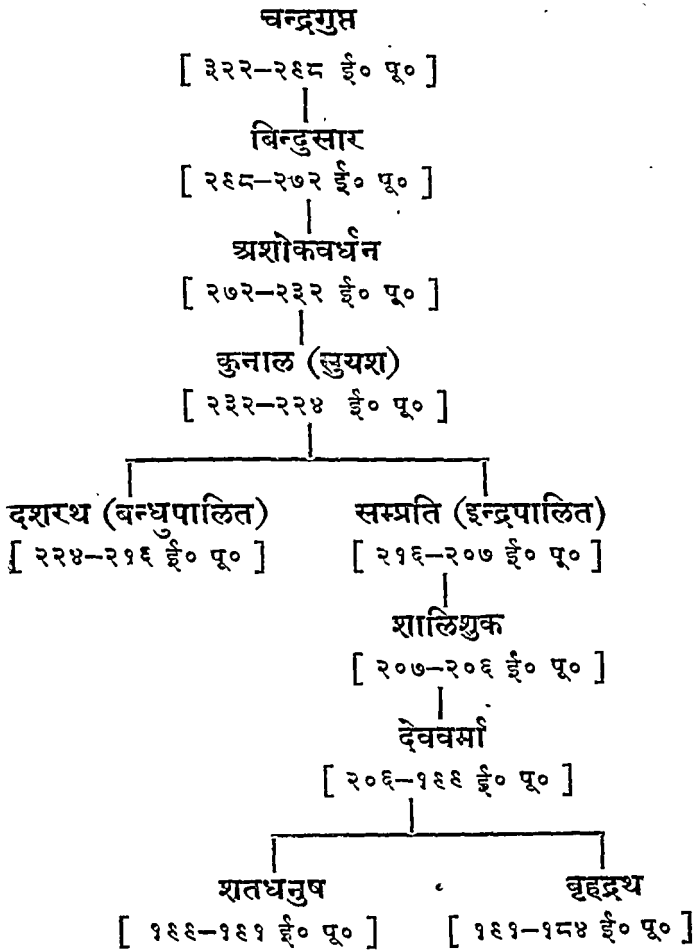 चन्द्रगुप्त
[ ३२२–२९८ ई० पू० ]
बिन्दुसार
[ २९८–२७२ ई० पू० ]
अशोकवर्धन
[ २७२–२३२ ई० पू० ]
कुनाल (सुयश)
[ २३२–२२४ ई० पू० ]
दशरथ (बन्धुपालित) सम्प्रति (इन्द्रपालित)
[ २२४–२१६ ई० पू० ] [ २१६–२०७ ई० पू० ]
शालिशुक
[ २०७–२०६ ई० पू० ]
देववर्मा
[ २०६–१९९ ई० पू० ]
शतधनुष बृहद्रथ
[ १९९–१९१ ई० पू० ] [ १९१–१८४ ई० पू० ]